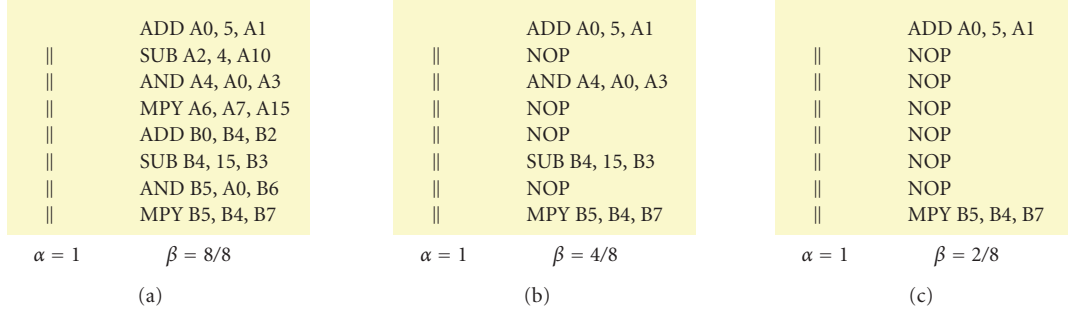 ADD A0, 5, A1
|| SUB A2, 4, A10
|| AND A4, A0, A3
|| MPY A6, A7, A15
|| ADD B0, B4, B2
|| SUB B4, 15, B3
|| AND B5, A0, B6
|| MPY B5, B4, B7
α = 1 β = 8/8
(a)
ADD A0, 5, A1
|| NOP
|| AND A4, A0, A3
|| NOP
|| NOP
|| SUB B4, 15, B3
|| NOP
|| MPY B5, B4, B7
α = 1 β = 4/8
(b)
ADD A0, 5, A1
|| NOP
|| NOP
|| NOP
|| NOP
|| NOP
|| NOP
|| MPY B5, B4, B7
α = 1 β = 2/8
(c)